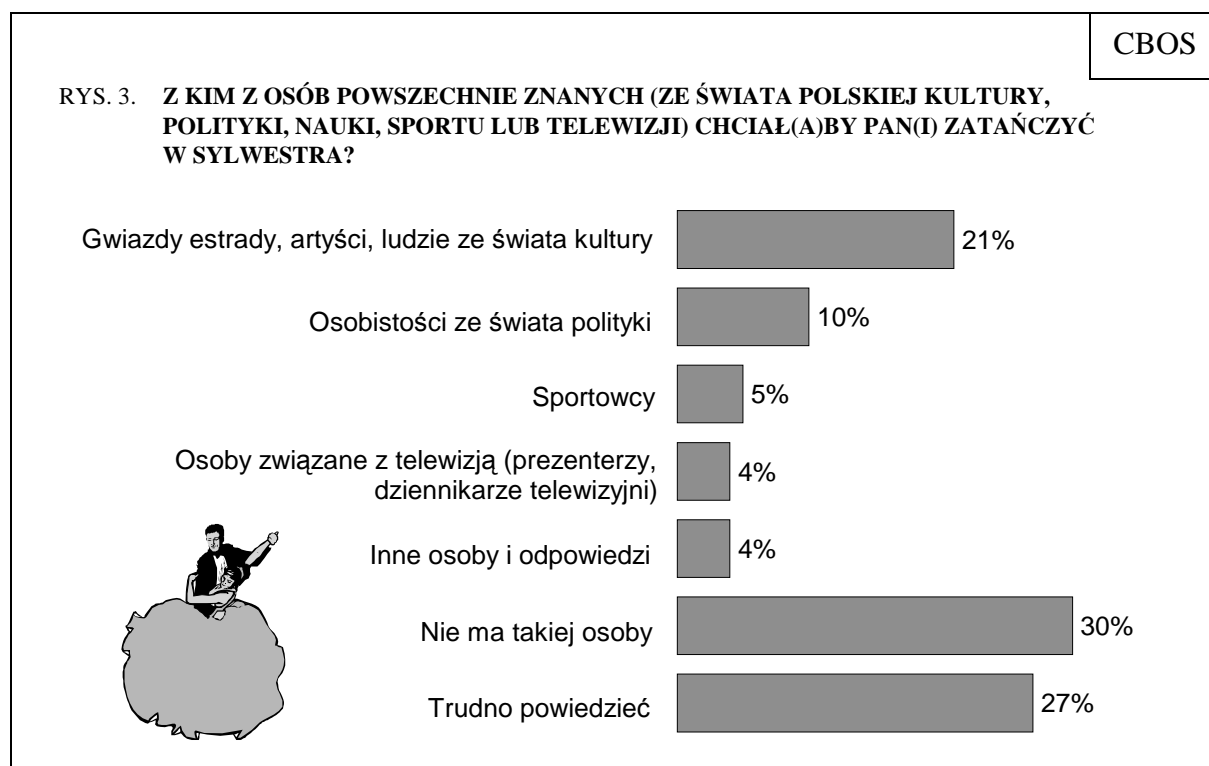 CBOS
RYS. 3. Z KIM Z OSÓB POWSZECHNIE ZNANYCH (ZE ŚWIATA POLSKIEJ KULTURY,
POLITYKI, NAUKI, SPORTU LUB TELEWIZJI) CHCIAŁ(A)BY PAN(I) ZATAŃCZYĆ
W SYLWESTRA?
Gwiazdy estrady, artyści, ludzie ze świata kultury 21%
Osobistości ze świata polityki 10%
Sportowcy 5%
Osoby związane z telewizją (prezenterzy,
dziennikarze telewizyjni) 4%
Inne osoby i odpowiedzi 4%
Nie ma takiej osoby 30%
Trudno powiedzieć 27%